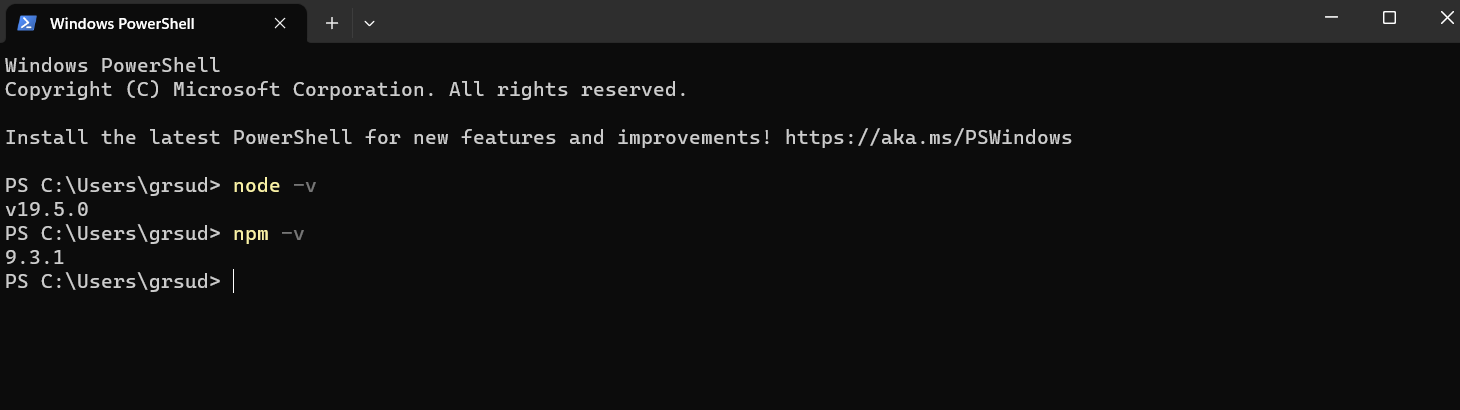 Windows PowerShell
Windows PowerShell
Copyright (C) Microsoft Corporation. All rights reserved.
Install the latest PowerShell for new features and improvements! https://aka.ms/PSWindows
PS C:\Users\grsud> node -v
v19.5.0
PS C:\Users\grsud> npm -v
9.3.1
PS C:\Users\grsud>